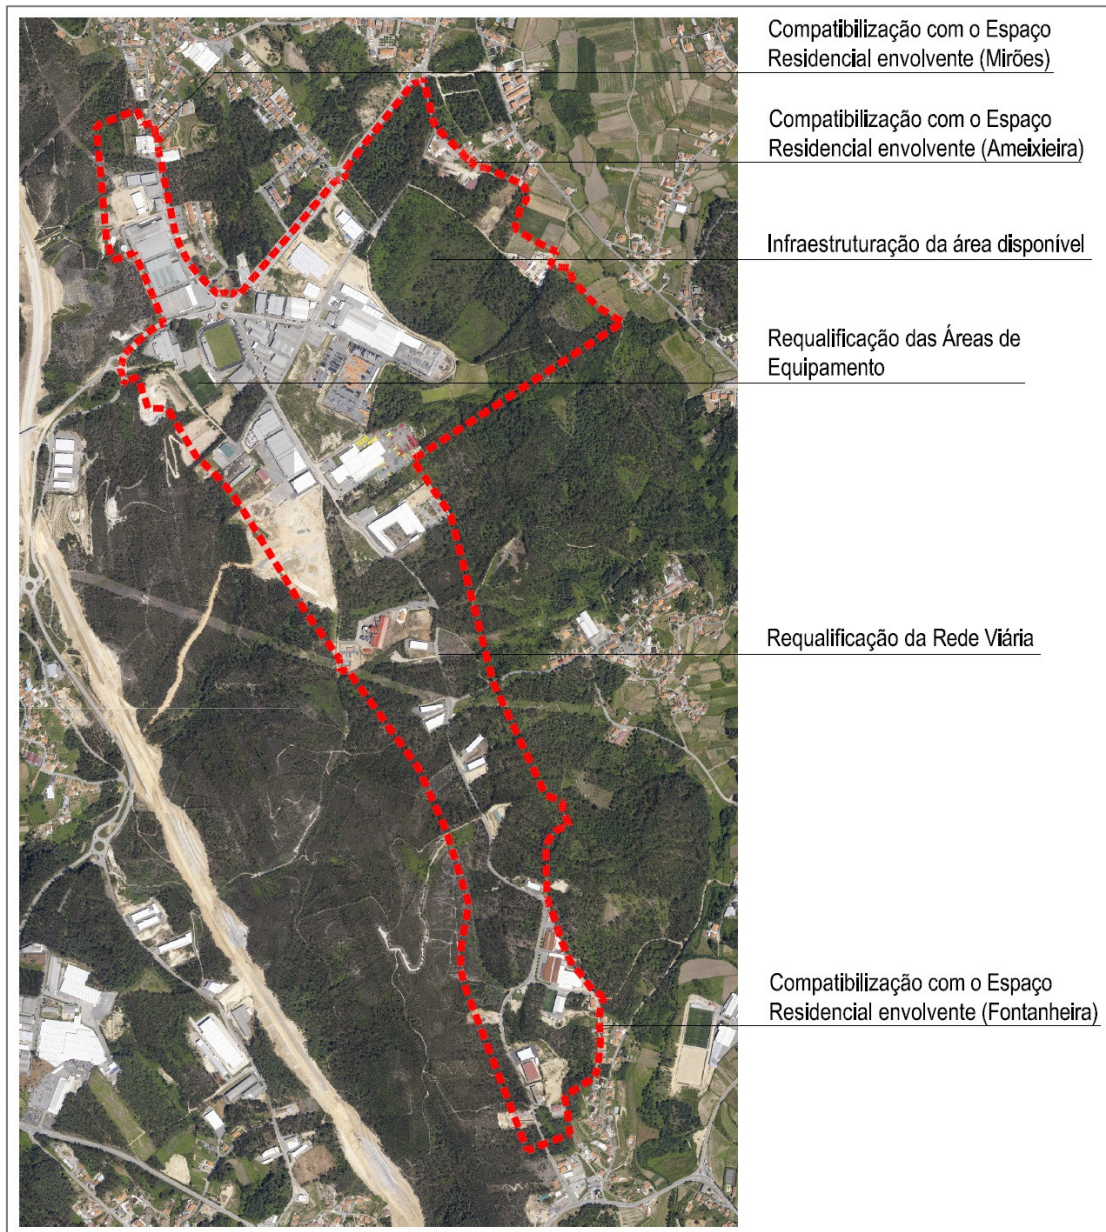 Compatibilização com o Espaço
Residencial envolvente (Mirões)
Compatibilização com o Espaço
Residencial envolvente (Ameixieira)
Infraestruturação da área disponível
Requalificação das Áreas de
Equipamento
Requalificação da Rede Viária
Compatibilização com o Espaço
Residencial envolvente (Fontanheira)